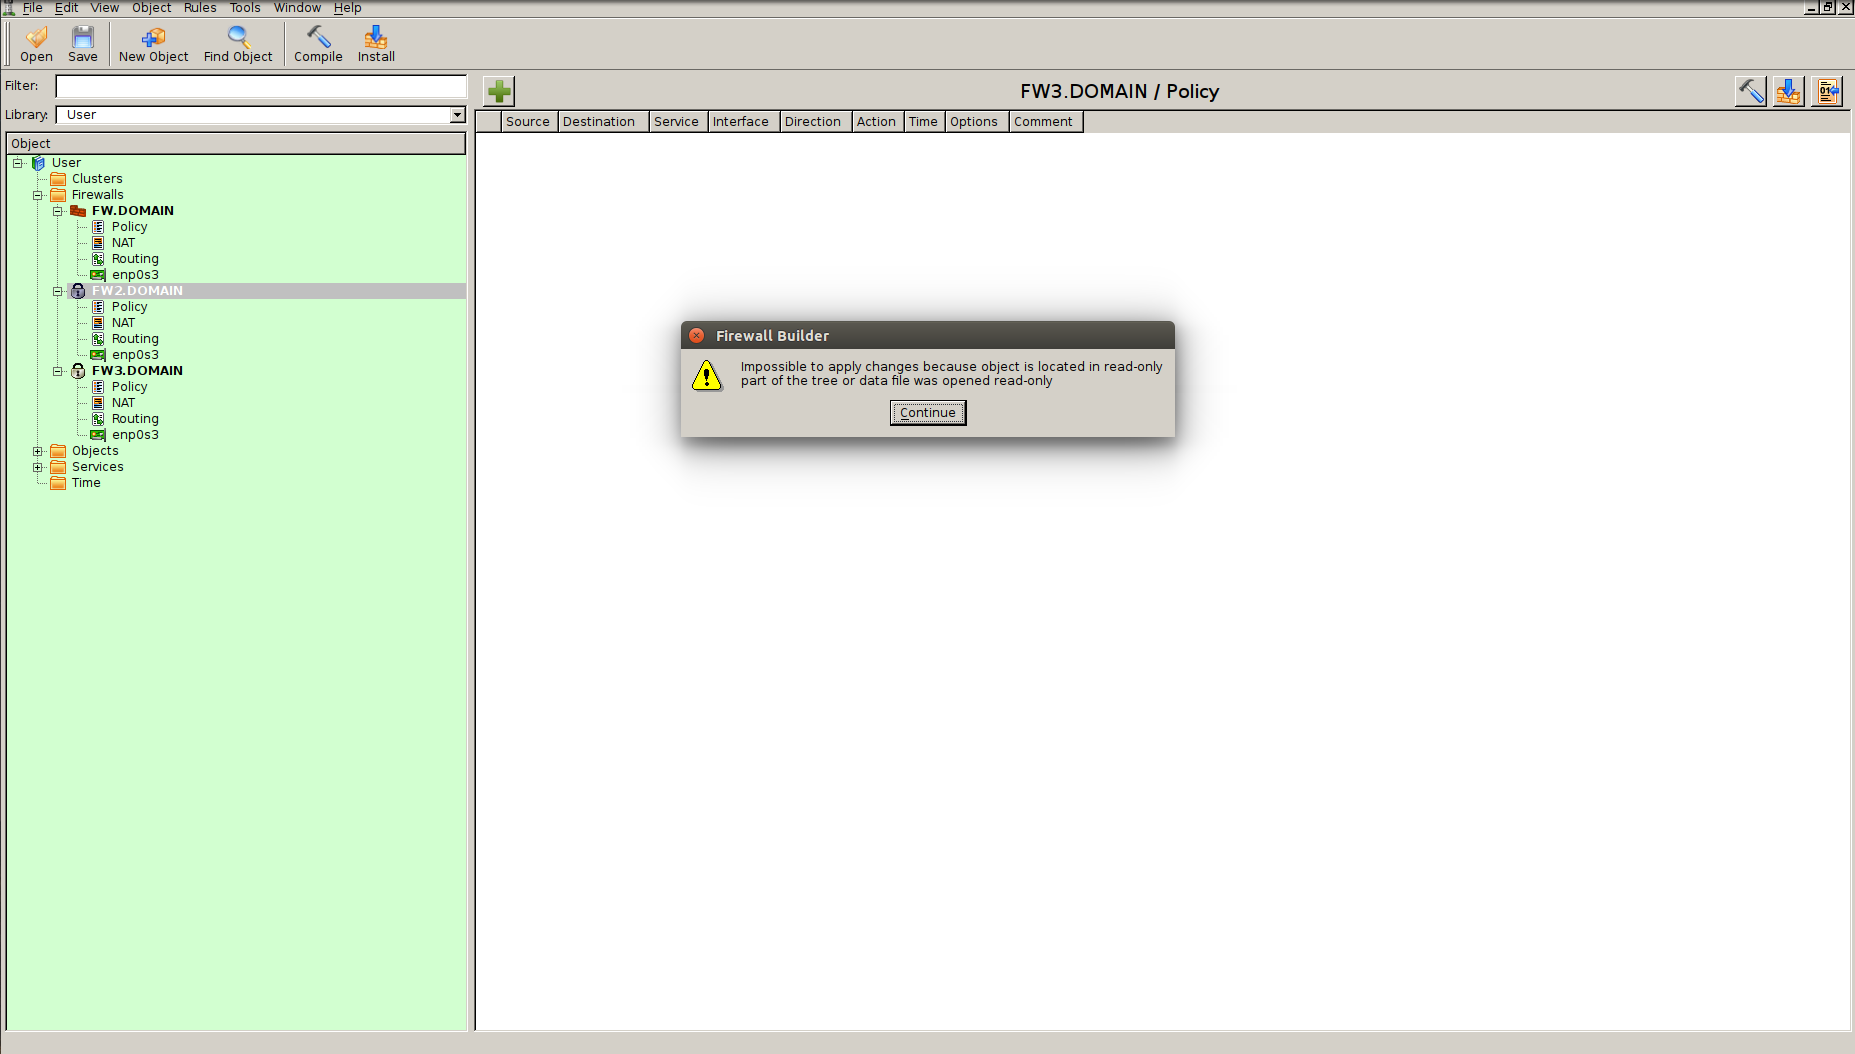 File Edit View Object Rules Tools Window Help
Open Save New Object Find Object Compile Install
Filter:
Library: User
FW3.DOMAIN / Policy
Source Destination Service Interface Direction Action Time Options Comment
Object
User
Clusters
Firewalls
FW.DOMAIN
Policy
NAT
Routing
enp0s3
FW2.DOMAIN
Policy
NAT
Routing
enp0s3
FW3.DOMAIN
Policy
NAT
Routing
enp0s3
Objects
Services
Time
Firewall Builder
Impossible to apply changes because object is located in read-only
part of the tree or data file was opened read-only
Continue